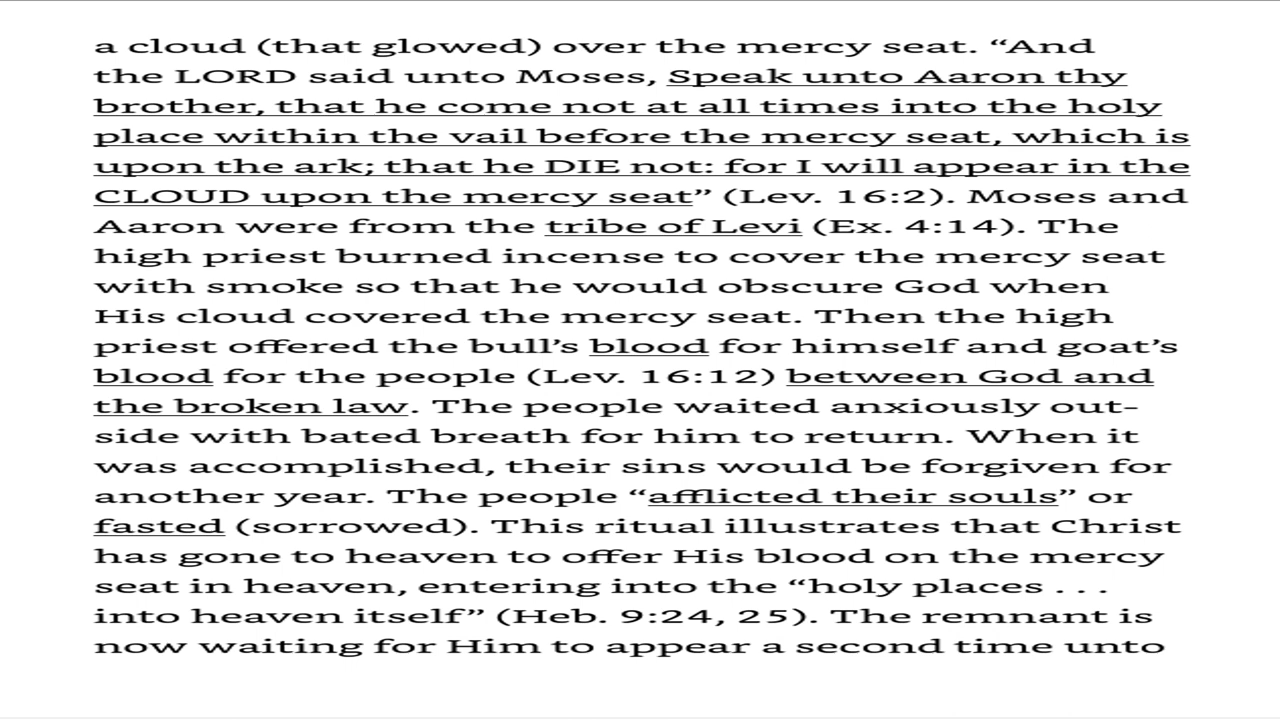 a cloud (that glowed) over the mercy seat. “And
the LORD said unto Moses, Speak unto Aaron thy
brother, that he come not at all times into the holy
place within the vail before the mercy seat, which is
upon the ark; that he DIE not: for I will appear in the
CLOUD upon the mercy seat” (Lev. 16:2). Moses and
Aaron were from the tribe of Levi (Ex. 4:14). The
high priest burned incense to cover the mercy seat
with smoke so that he would obscure God when
His cloud covered the mercy seat. Then the high
priest offered the bull’s blood for himself and goat’s
blood for the people (Lev. 16:12) between God and
the broken law. The people waited anxiously out-
side with bated breath for him to return. When it
was accomplished, their sins would be forgiven for
another year. The people “afflicted their souls” or
fasted (sorrowed). This ritual illustrates that Christ
has gone to heaven to offer His blood on the mercy
seat in heaven, entering into the “holy places . . .
into heaven itself” (Heb. 9:24, 25). The remnant is
now waiting for Him to appear a second time unto